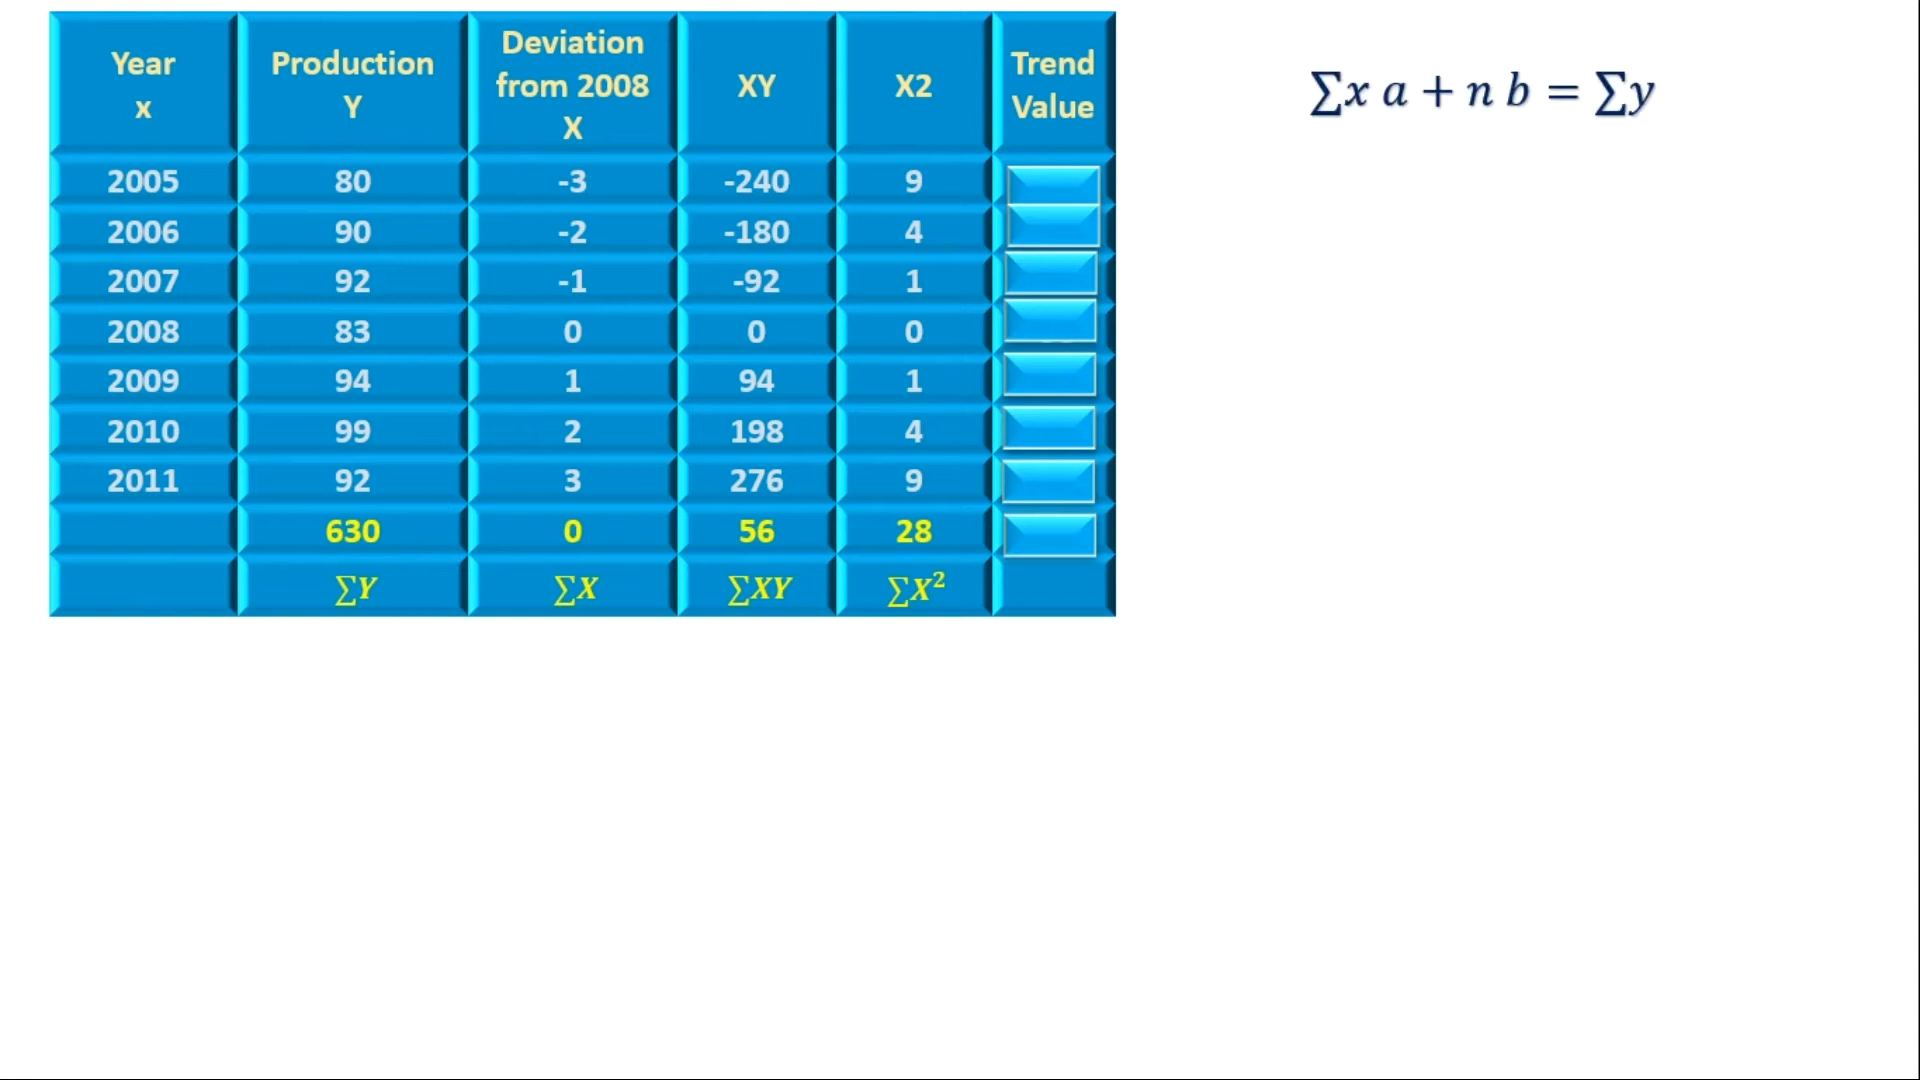 Year x Production Y Deviation from 2008 X XY X2 Trend Value
2005 80 -3 -240 9
2006 90 -2 -180 4
2007 92 -1 -92 1
2008 83 0 0 0
2009 94 1 94 1
2010 99 2 198 4
2011 92 3 276 9
630 0 56 28
∑Y ∑X ∑XY ∑X²
∑x a + n b = ∑y